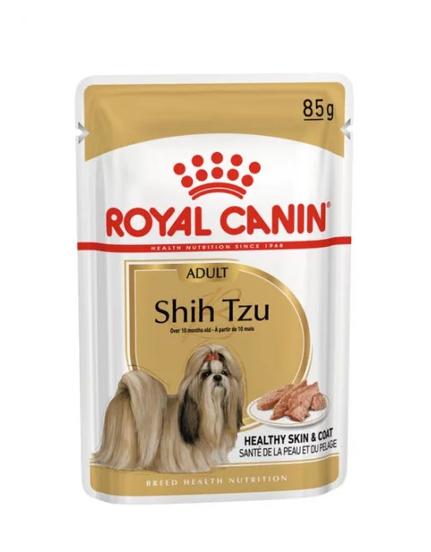 85g
ROYAL CANIN
HEALTH NUTRITION SINCE 1968
ADULT
Shih Tzu
Over 10 months old - À partir de 10 mois
HEALTHY SKIN & COAT
SANTÉ DE LA PEAU ET DU PELAGE
BREED HEALTH NUTRITION